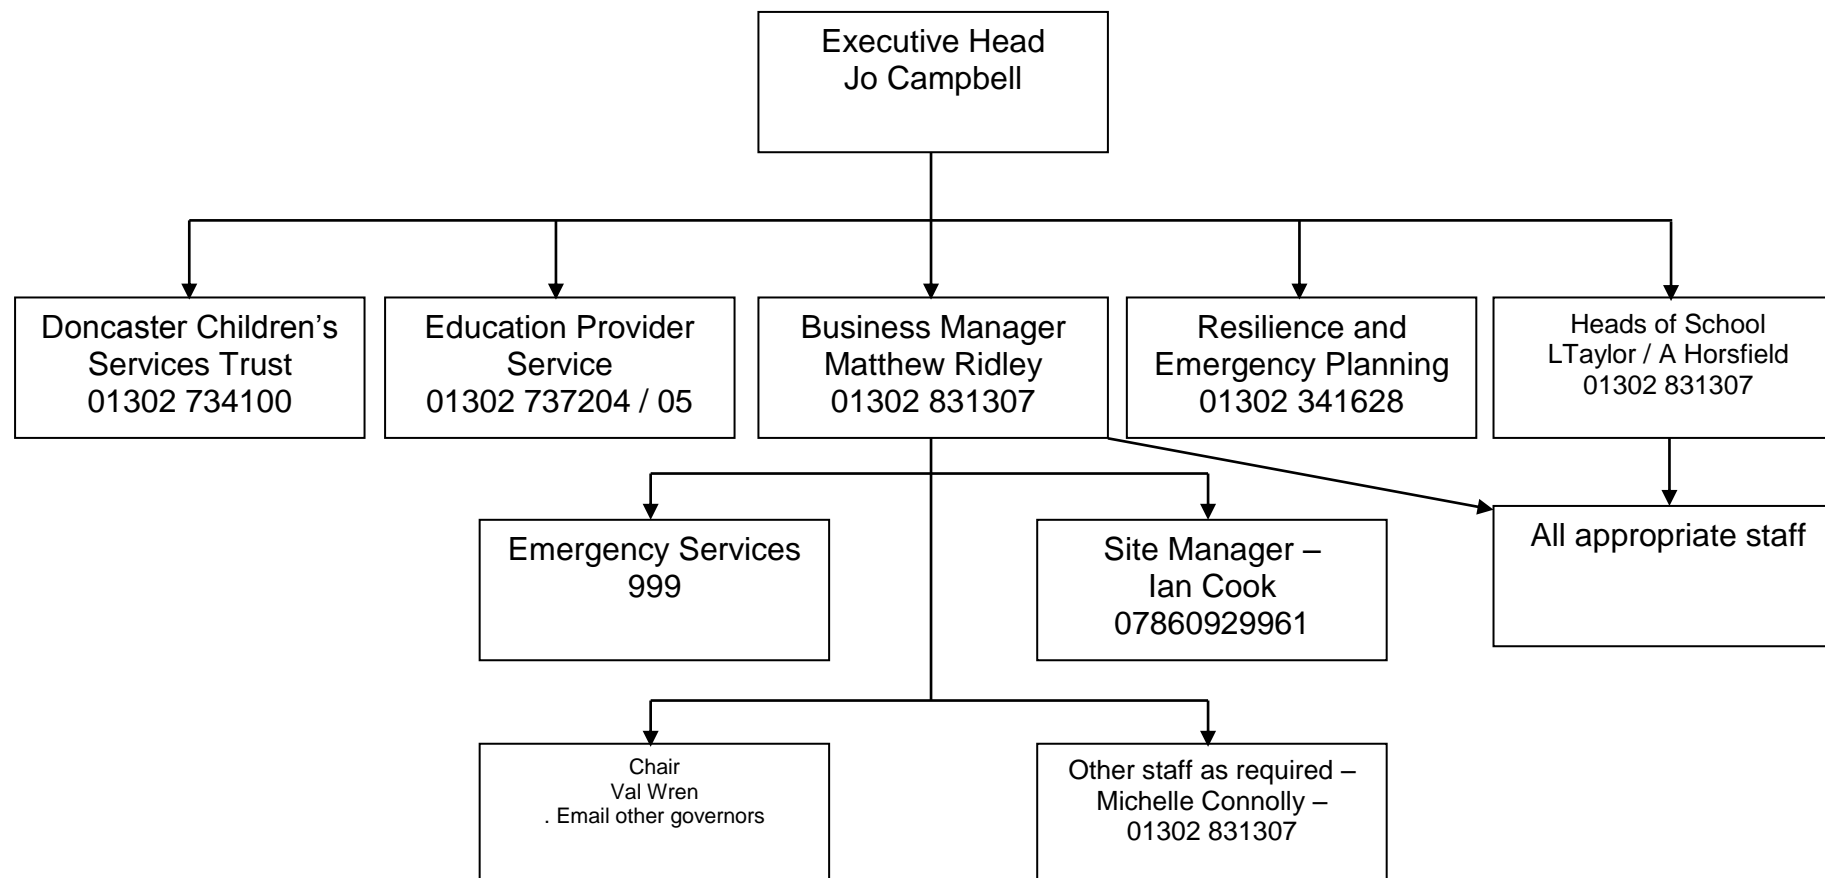 Executive Head
Jo Campbell
Doncaster Children’s
Services Trust
01302 734100
Education Provider
Service
01302 737204 / 05
Business Manager
Matthew Ridley
01302 831307
Resilience and
Emergency Planning
01302 341628
Heads of School
LTaylor / A Horsfield
01302 831307
Emergency Services
999
Site Manager –
Ian Cook
07860929961
All appropriate staff
Chair
Val Wren
. Email other governors
Other staff as required –
Michelle Connolly –
01302 831307